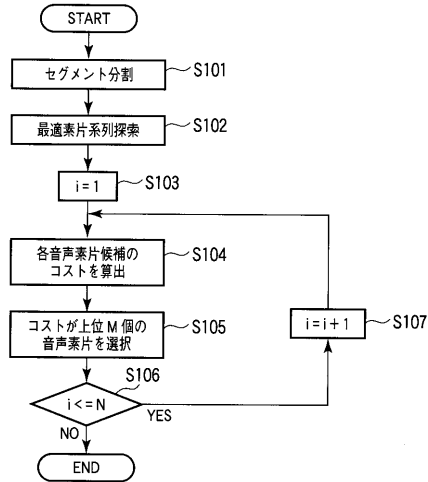 START
セグメント分割
S101
最適素片系列探索
S102
i=1
S103
各音声素片候補の
コストを算出
S104
コストが上位M個の
音声素片を選択
S105
i=i+1
S107
S106
i<=N
YES
NO
END